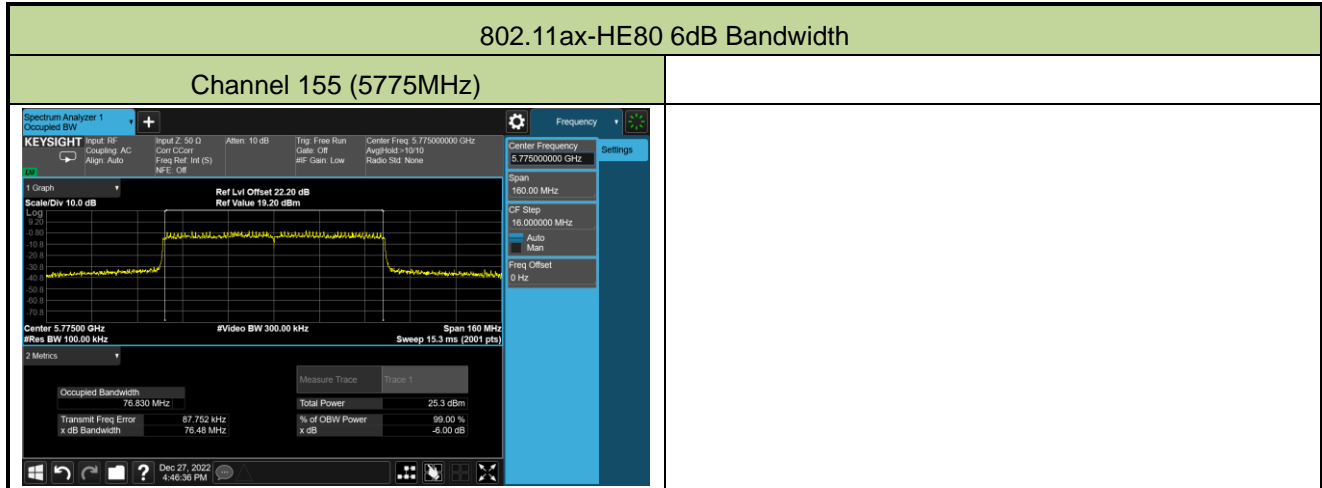 802.11ax-HE80 6dB Bandwidth
Channel 155 (5775MHz)
Spectrum Analyzer 1
Occupied BW
+
Frequency
KEYSIGHT
Input: RF
Coupling: AC
Align: Auto
Input Z: 50 Ω
Corr CCorr
Freq Ref: Int (S)
NFE: Off
Atten: 10 dB
Trig: Free Run
Gate: Off
#IF Gain: Low
Center Freq: 5.775000000 GHz
Avg|Hold:>10/10
Radio Std: None
Center Frequency
5.775000000 GHz
Settings
Span
160.00 MHz
CF Step
16.000000 MHz
Auto
Man
Freq Offset
0 Hz
1 Graph
Scale/Div 10.0 dB
Ref Lvl Offset 22.20 dB
Ref Value 19.20 dBm
Log
9.20
-0.80
-10.8
-20.8
-30.8
-40.8
-50.8
-60.8
-70.8
Center 5.77500 GHz
#Video BW 300.00 kHz
Span 160 MHz
#Res BW 100.00 kHz
Sweep 15.3 ms (2001 pts)
2 Metrics
Measure Trace
Trace 1
Occupied Bandwidth
76.830 MHz
Total Power
25.3 dBm
Transmit Freq Error
87.752 kHz
% of OBW Power
99.00 %
x dB Bandwidth
76.48 MHz
x dB
-6.00 dB
?
Dec 27, 2022
4:46:36 PM